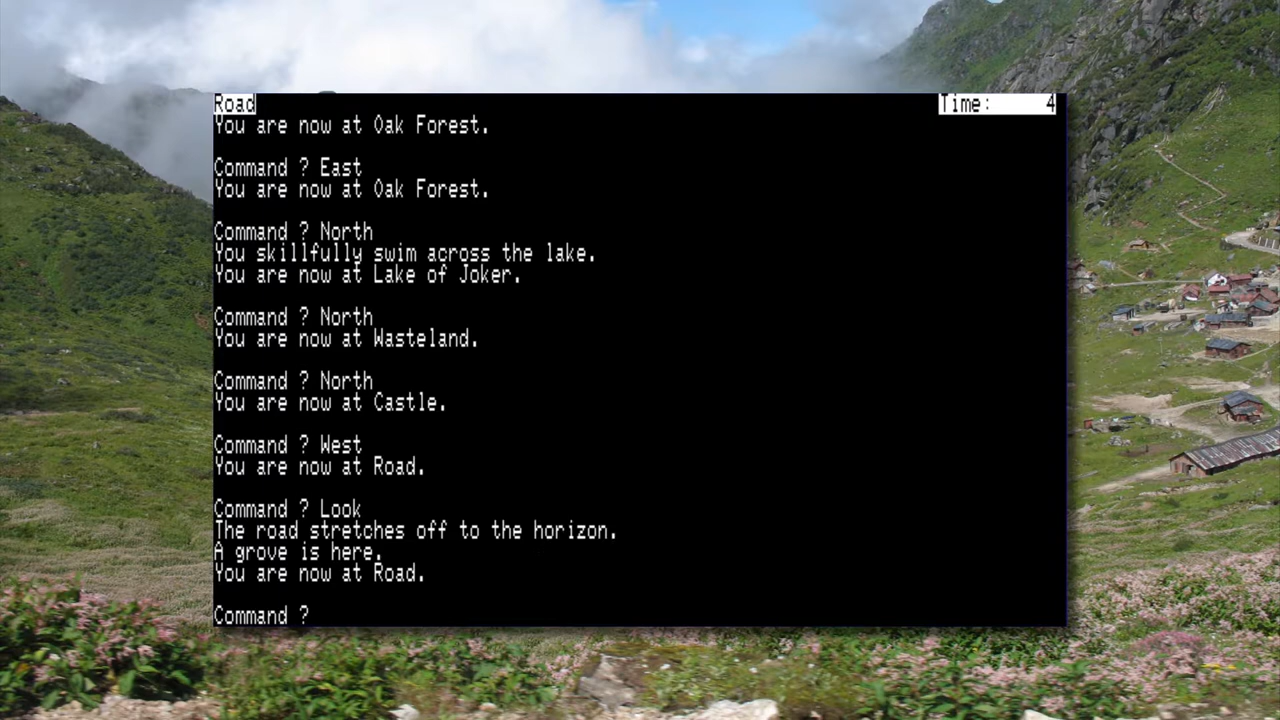 Road Time: 4
You are now at Oak Forest.
Command ? East
You are now at Oak Forest.
Command ? North
You skillfully swim across the lake.
You are now at Lake of Joker.
Command ? North
You are now at Wasteland.
Command ? North
You are now at Castle.
Command ? West
You are now at Road.
Command ? Look
The road stretches off to the horizon.
A grove is here.
You are now at Road.
Command ?